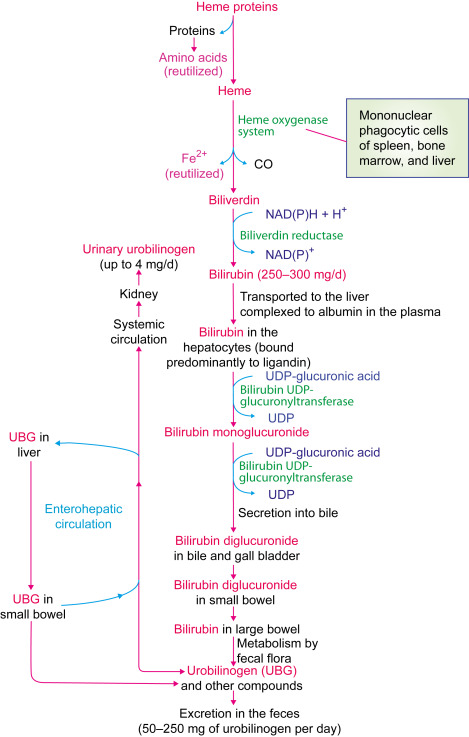 Heme proteins
Proteins
Amino acids
(reutilized)
Heme
Heme oxygenase
system
Mononuclear
phagocytic cells
of spleen, bone
marrow, and liver
Fe2+
(reutilized)
CO
Biliverdin
NAD(P)H + H+
Biliverdin reductase
NAD(P)+
Bilirubin (250–300 mg/d)
Urinary urobilinogen
(up to 4 mg/d)
Kidney
Systemic
circulation
Transported to the liver
complexed to albumin in the plasma
Bilirubin in the
hepatocytes (bound
predominantly to ligandin)
UDP-glucuronic acid
Bilirubin UDP-
glucuronyltransferase
UDP
Bilirubin monoglucuronide
UDP-glucuronic acid
Bilirubin UDP-
glucuronyltransferase
UDP
Secretion into bile
UBG in
liver
Enterohepatic
circulation
UBG in
small bowel
Bilirubin diglucuronide
in bile and gall bladder
Bilirubin diglucuronide
in small bowel
Bilirubin in large bowel
Metabolism by
fecal flora
Urobilinogen (UBG)
and other compounds
Excretion in the feces
(50–250 mg of urobilinogen per day)